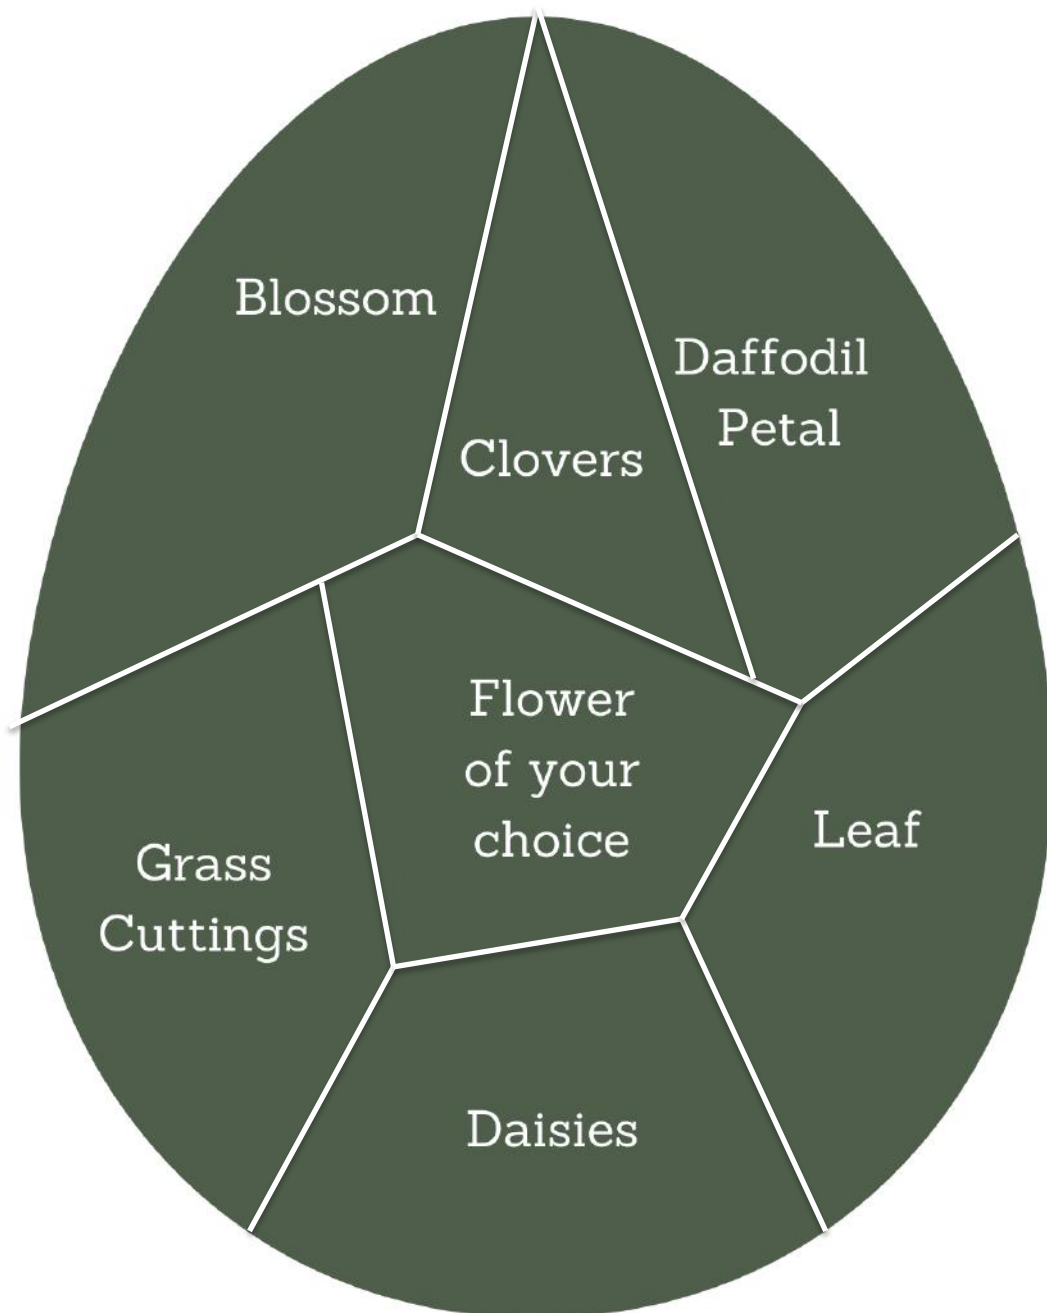 Blossom
Daffodil
Petal
Clovers
Flower
of your
choice
Leaf
Grass
Cuttings
Daisies